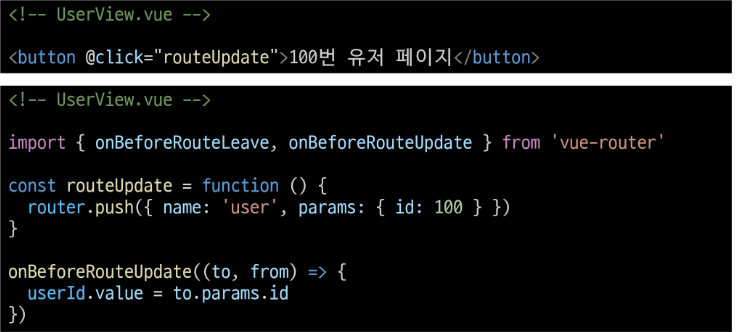 <!-- UserView.vue -->
<button @click="routeUpdate">100번 유저 페이지</button>
<!-- UserView.vue -->
import { onBeforeRouteLeave, onBeforeRouteUpdate } from 'vue-router'
const routeUpdate = function () {
  router.push({ name: 'user', params: { id: 100 } })
}
onBeforeRouteUpdate((to, from) => {
  userId.value = to.params.id
})